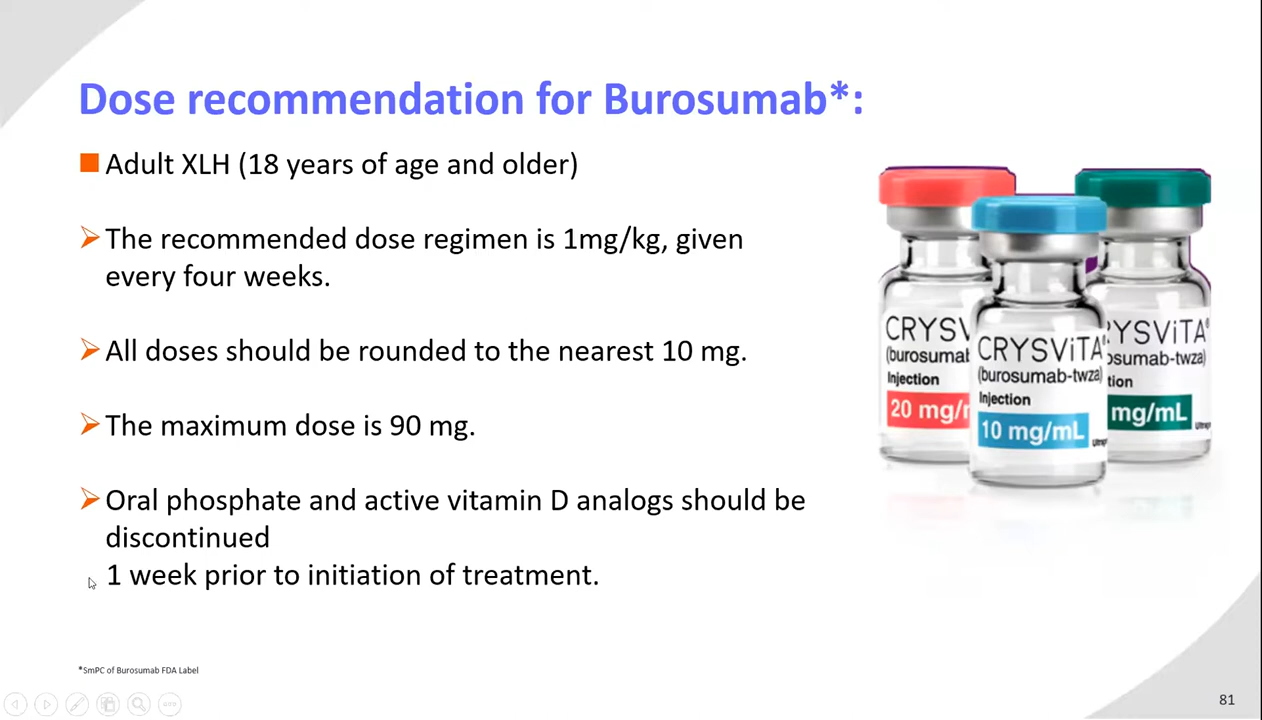 Dose recommendation for Burosumab*:
Adult XLH (18 years of age and older)
The recommended dose regimen is 1mg/kg, given
every four weeks.
All doses should be rounded to the nearest 10 mg.
The maximum dose is 90 mg.
Oral phosphate and active vitamin D analogs should be
discontinued
1 week prior to initiation of treatment.
CRYSV
(burosumab
Injection
20 mg/m
CRYSViTA
(burosumab-twza)
Injection
10 mg/mL
RYSViTA®
osumab-twza)
tion
mg/mL
*SmPC of Burosumab FDA Label
81